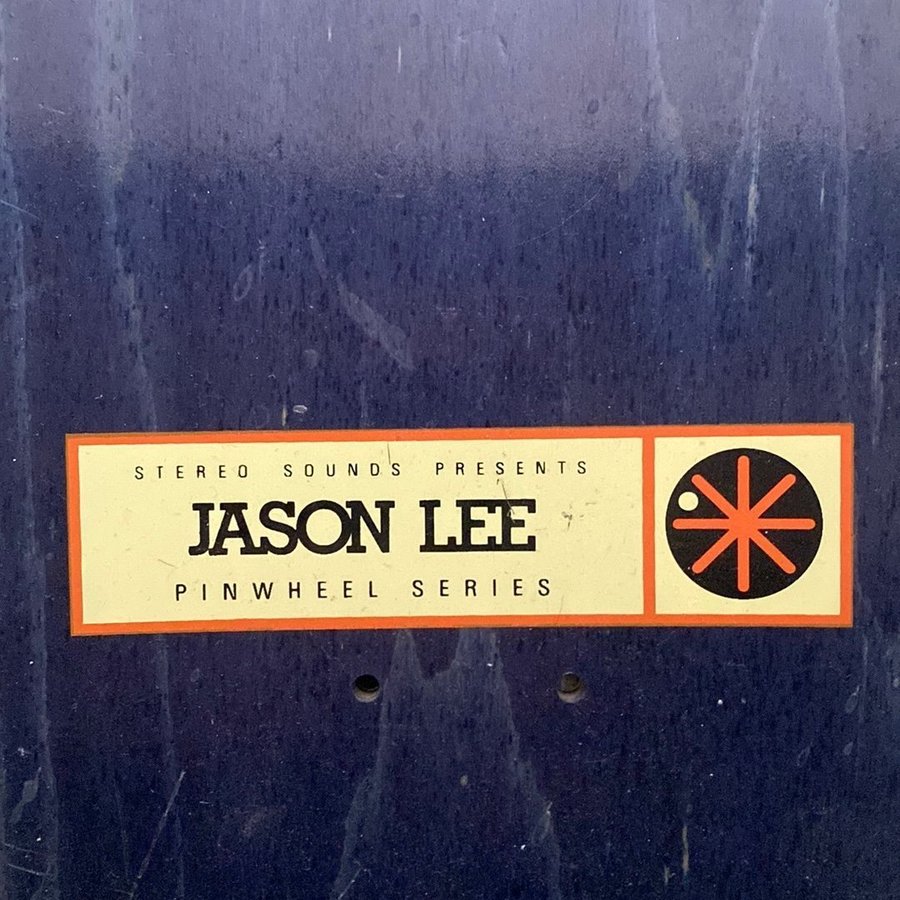 STEREO SOUNDS PRESENTS
JASON LEE
PINWHEEL SERIES